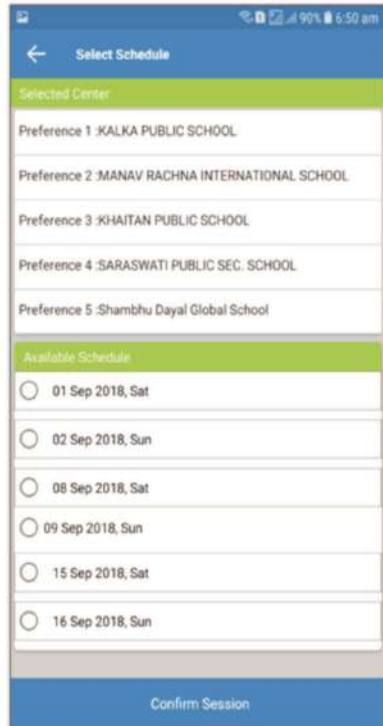 90% 6:50 am
Select Schedule
Selected Center
Preference 1 :KALKA PUBLIC SCHOOL
Preference 2 :MANAV RACHNA INTERNATIONAL SCHOOL
Preference 3 :KHAITAN PUBLIC SCHOOL
Preference 4 :SARASWATI PUBLIC SEC. SCHOOL
Preference 5 :Shambhu Dayal Global School
Available Schedule
01 Sep 2018, Sat
02 Sep 2018, Sun
08 Sep 2018, Sat
09 Sep 2018, Sun
15 Sep 2018, Sat
16 Sep 2018, Sun
Confirm Session